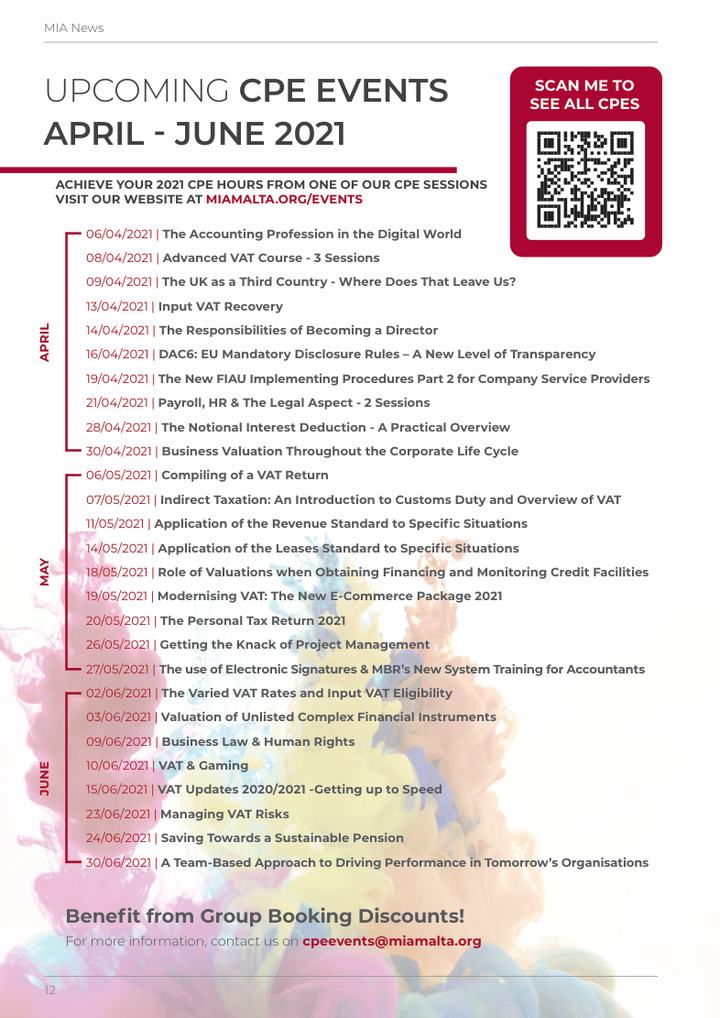 MIA News
UPCOMING CPE EVENTS
APRIL - JUNE 2021
SCAN ME TO
SEE ALL CPES
ACHIEVE YOUR 2021 CPE HOURS FROM ONE OF OUR CPE SESSIONS
VISIT OUR WEBSITE AT MIAMALTA.ORG/EVENTS
APRIL
06/04/2021 | The Accounting Profession in the Digital World
08/04/2021 | Advanced VAT Course - 3 Sessions
09/04/2021 | The UK as a Third Country - Where Does That Leave Us?
13/04/2021 | Input VAT Recovery
14/04/2021 | The Responsibilities of Becoming a Director
16/04/2021 | DAC6: EU Mandatory Disclosure Rules – A New Level of Transparency
19/04/2021 | The New FIAU Implementing Procedures Part 2 for Company Service Providers
21/04/2021 | Payroll, HR & The Legal Aspect - 2 Sessions
28/04/2021 | The Notional Interest Deduction - A Practical Overview
30/04/2021 | Business Valuation Throughout the Corporate Life Cycle
MAY
06/05/2021 | Compiling of a VAT Return
07/05/2021 | Indirect Taxation: An Introduction to Customs Duty and Overview of VAT
11/05/2021 | Application of the Revenue Standard to Specific Situations
14/05/2021 | Application of the Leases Standard to Specific Situations
18/05/2021 | Role of Valuations when Obtaining Financing and Monitoring Credit Facilities
19/05/2021 | Modernising VAT: The New E-Commerce Package 2021
20/05/2021 | The Personal Tax Return 2021
26/05/2021 | Getting the Knack of Project Management
27/05/2021 | The use of Electronic Signatures & MBR's New System Training for Accountants
JUNE
02/06/2021 | The Varied VAT Rates and Input VAT Eligibility
03/06/2021 | Valuation of Unlisted Complex Financial Instruments
09/06/2021 | Business Law & Human Rights
10/06/2021 | VAT & Gaming
15/06/2021 | VAT Updates 2020/2021 -Getting up to Speed
23/06/2021 | Managing VAT Risks
24/06/2021 | Saving Towards a Sustainable Pension
30/06/2021 | A Team-Based Approach to Driving Performance in Tomorrow's Organisations
Benefit from Group Booking Discounts!
For more information, contact us on cpeevents@miamalta.org
12